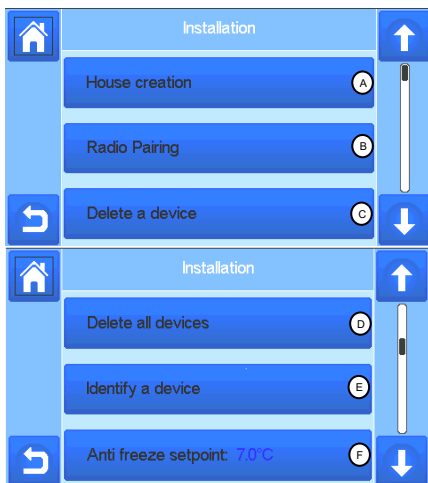 Installation
House creation A
Radio Pairing B
Delete a device C
Installation
Delete all devices D
Identify a device E
Anti freeze setpoint: 7.0°C F